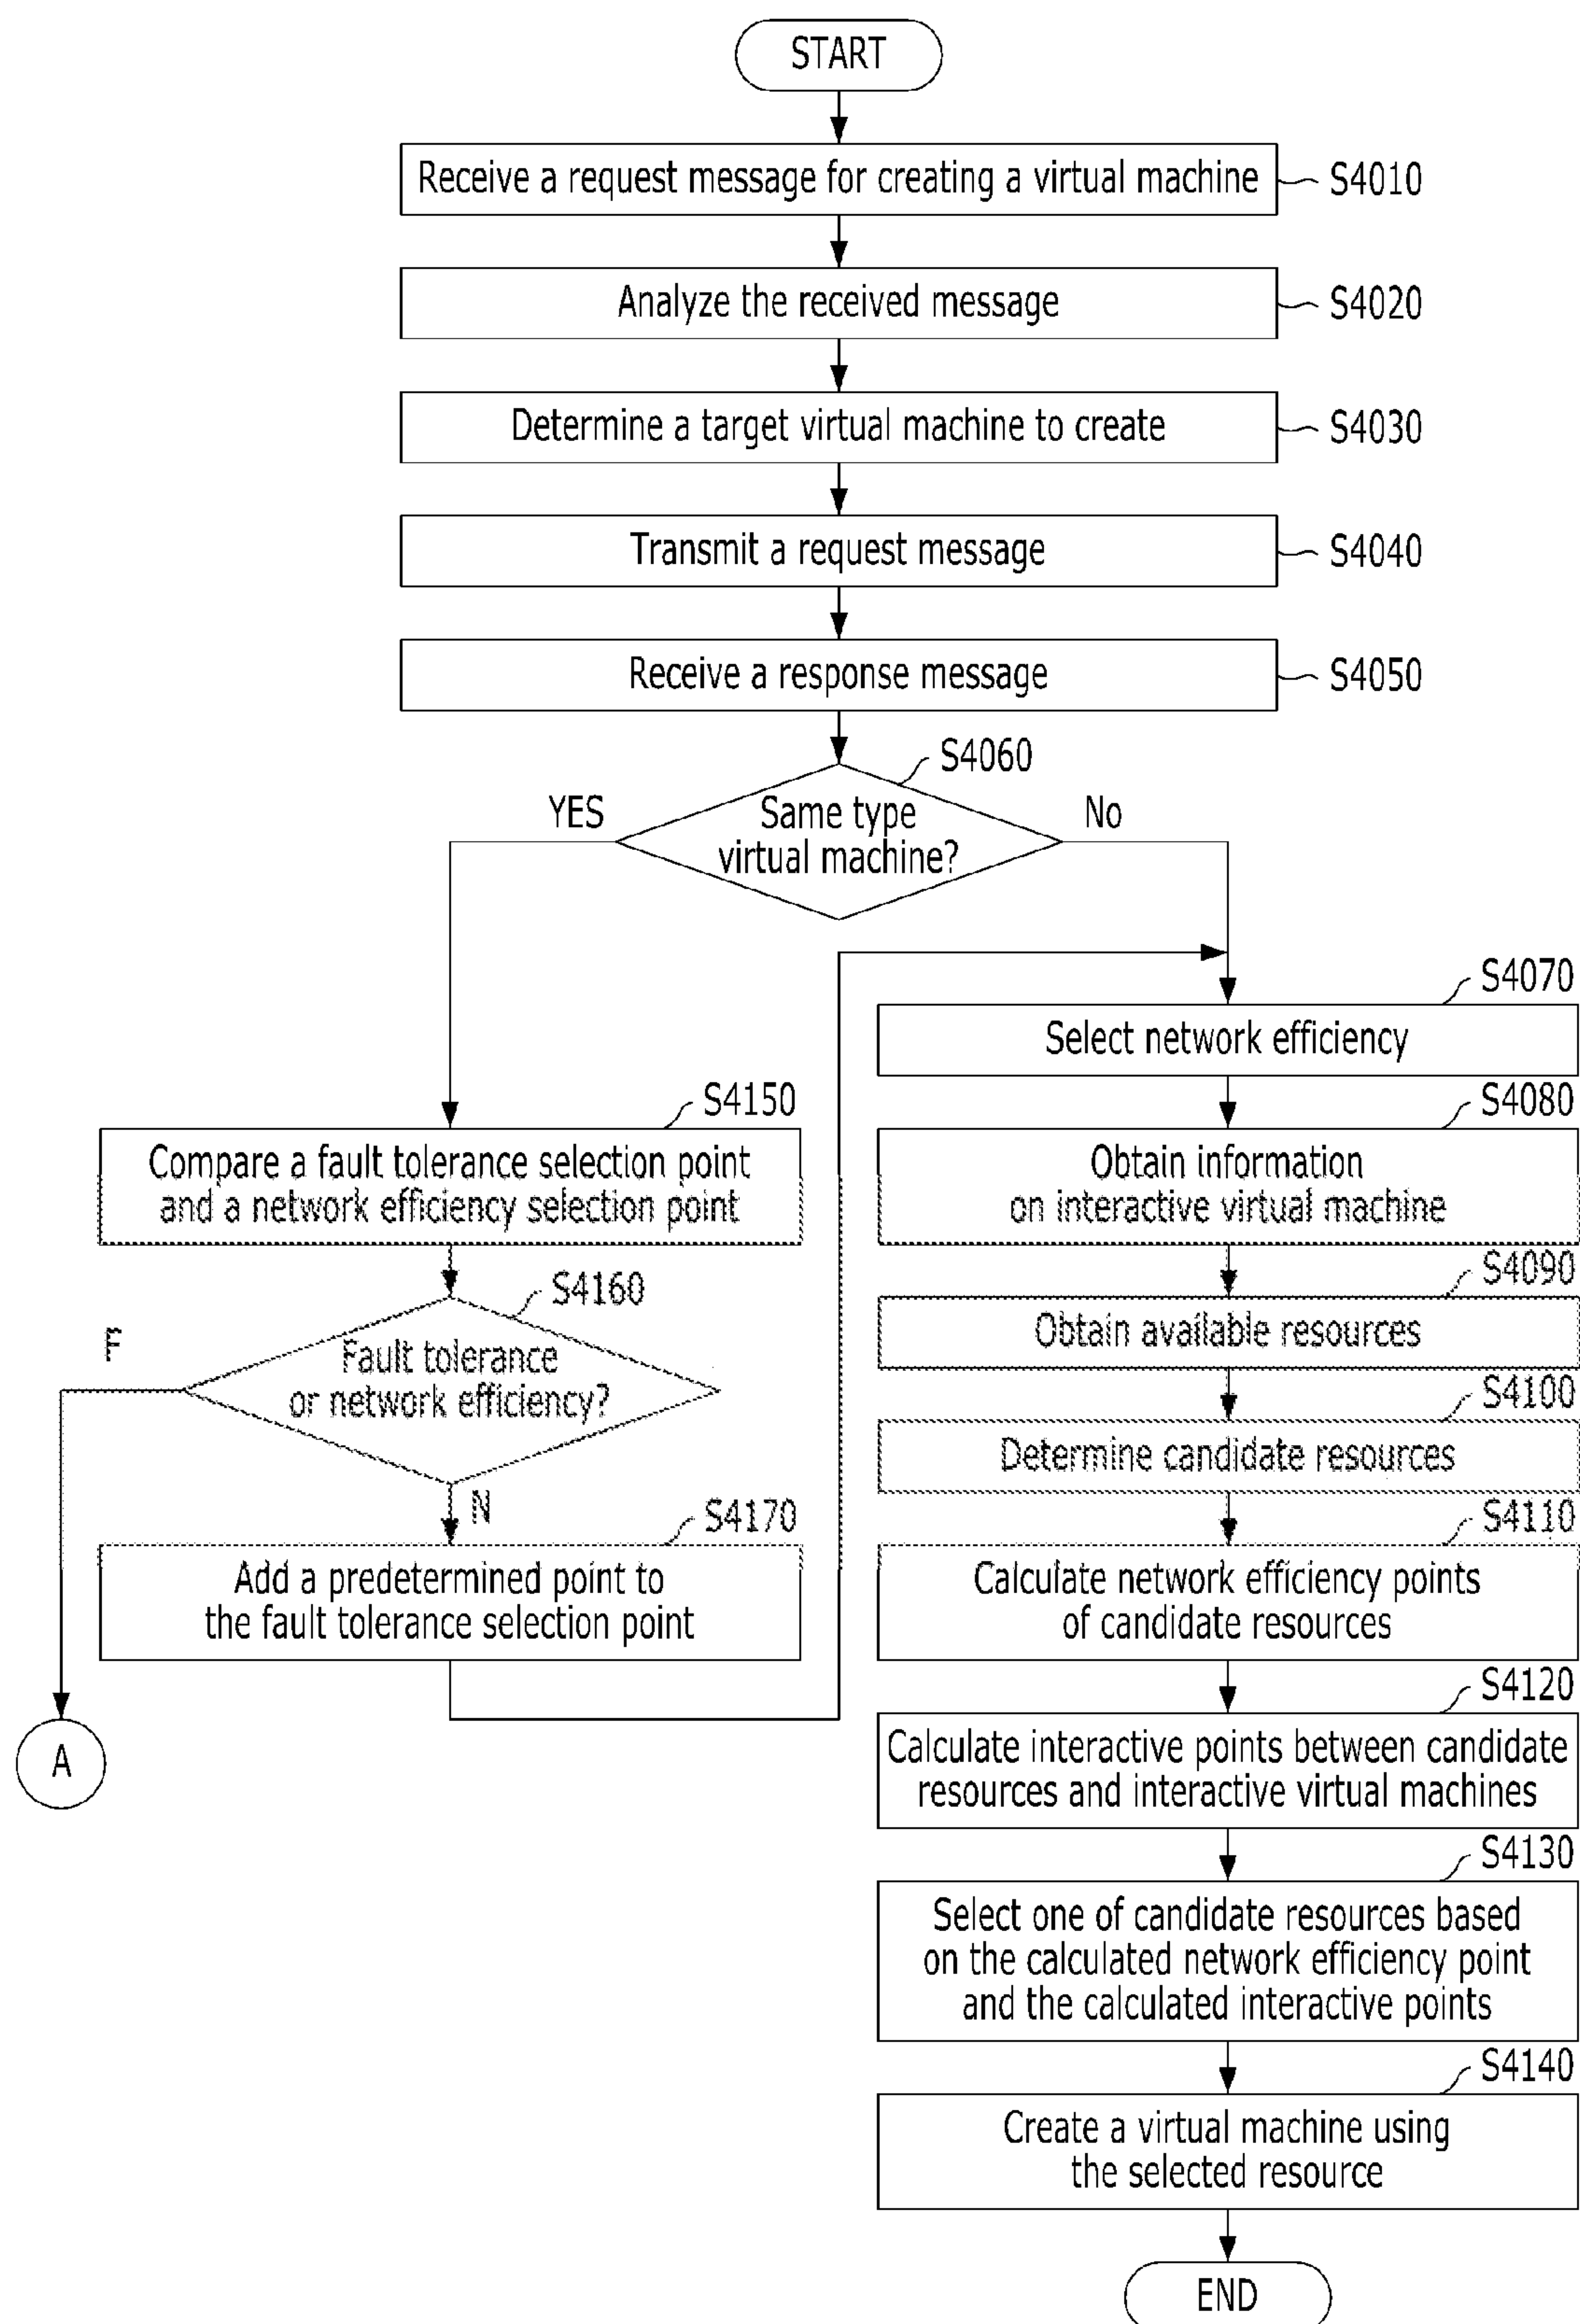 START
Receive a request message for creating a virtual machine
S4010
Analyze the received message
S4020
Determine a target virtual machine to create
S4030
Transmit a request message
S4040
Receive a response message
S4050
S4060
YES
Same type
virtual machine?
No
S4070
Select network efficiency
S4150
Compare a fault tolerance selection point
and a network efficiency selection point
S4080
Obtain information
on interactive virtual machine
S4160
F
Fault tolerance
or network efficiency?
N
S4090
Obtain available resources
S4100
Determine candidate resources
S4170
Add a predetermined point to
the fault tolerance selection point
A
S4110
Calculate network efficiency points
of candidate resources
S4120
Calculate interactive points between candidate
resources and interactive virtual machines
S4130
Select one of candidate resources based
on the calculated network efficiency point
and the calculated interactive points
S4140
Create a virtual machine using
the selected resource
END